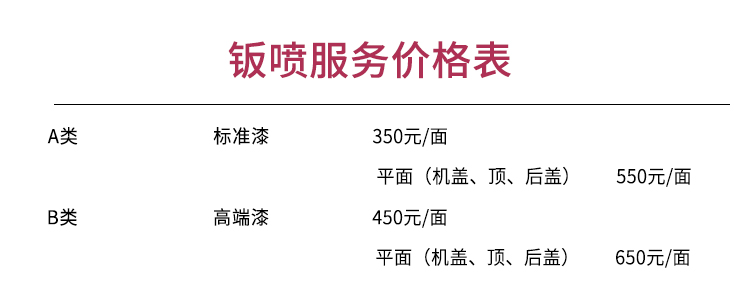 钣喷服务价格表
A类 标准漆 350元/面
平面（机盖、顶、后盖） 550元/面
B类 高端漆 450元/面
平面（机盖、顶、后盖） 650元/面